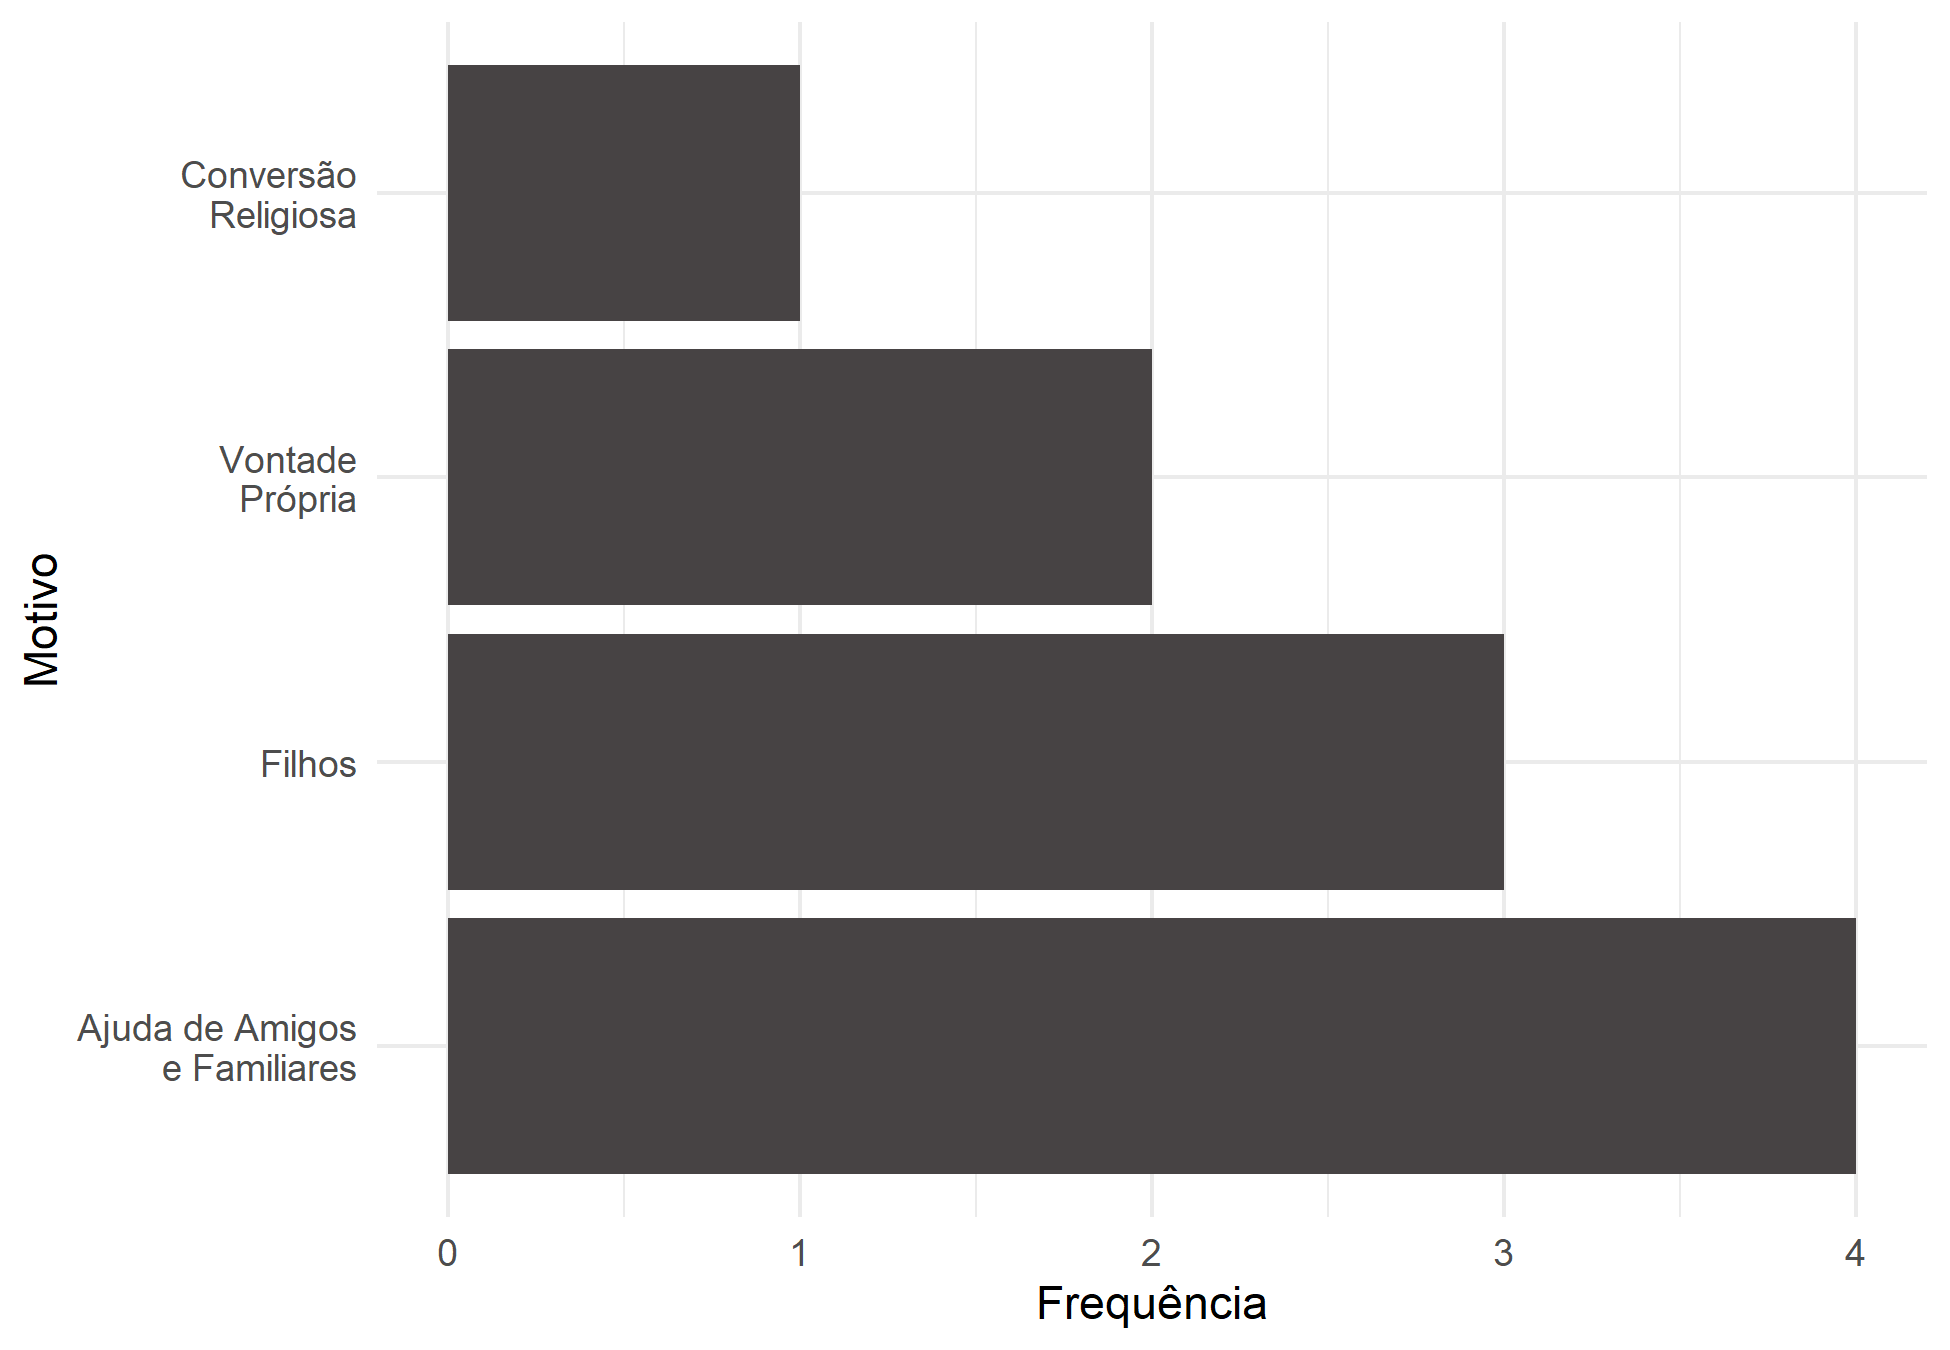 Conversão
Religiosa
Vontade
Própria
Motivo
Filhos
Ajuda de Amigos
e Familiares
0 1 2 3 4
Frequência